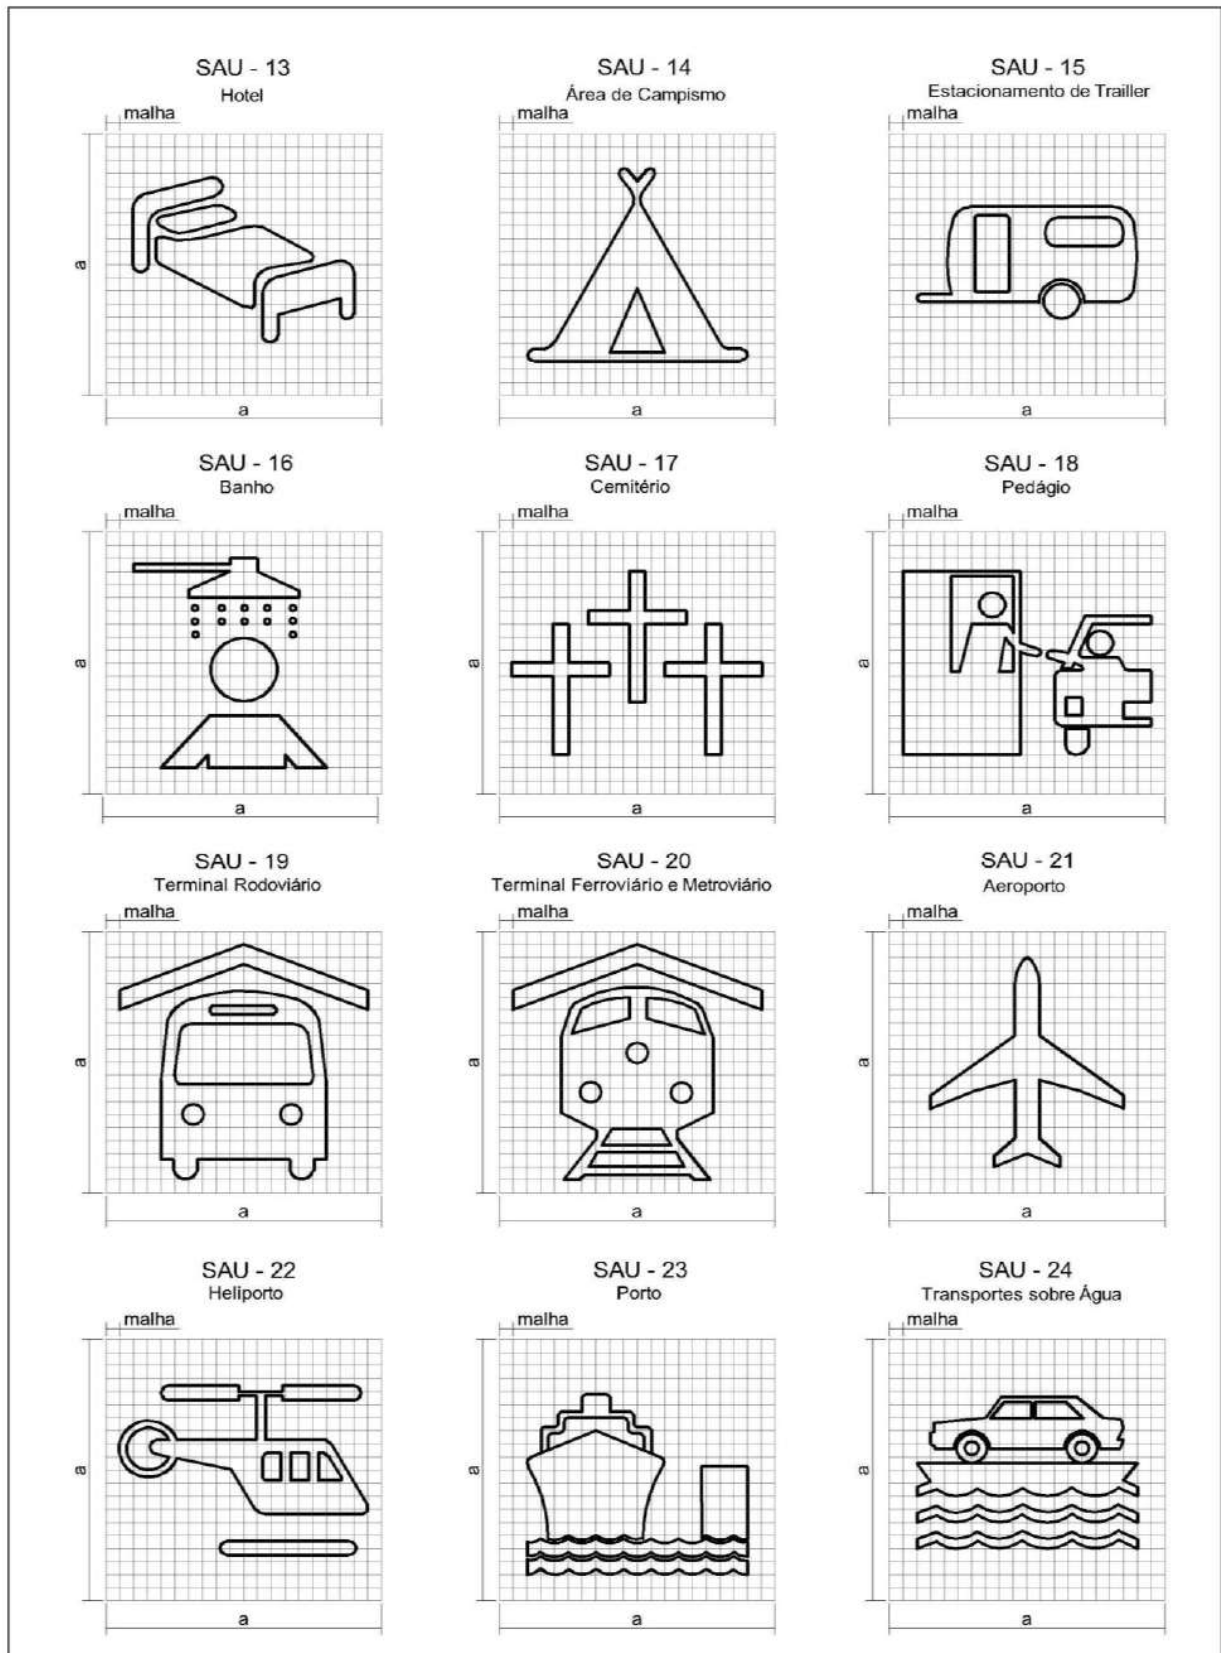 SAU - 13
Hotel
malha
a
a
SAU - 14
Área de Campismo
malha
a
SAU - 15
Estacionamento de Trailler
malha
a
SAU - 16
Banho
malha
a
a
SAU - 17
Cemitério
malha
a
SAU - 18
Pedágio
malha
a
a
SAU - 19
Terminal Rodoviário
malha
a
a
SAU - 20
Terminal Ferroviário e Metroviário
malha
a
a
SAU - 21
Aeroporto
malha
a
SAU - 22
Heliporto
malha
a
a
SAU - 23
Porto
malha
a
a
SAU - 24
Transportes sobre Água
malha
a
a